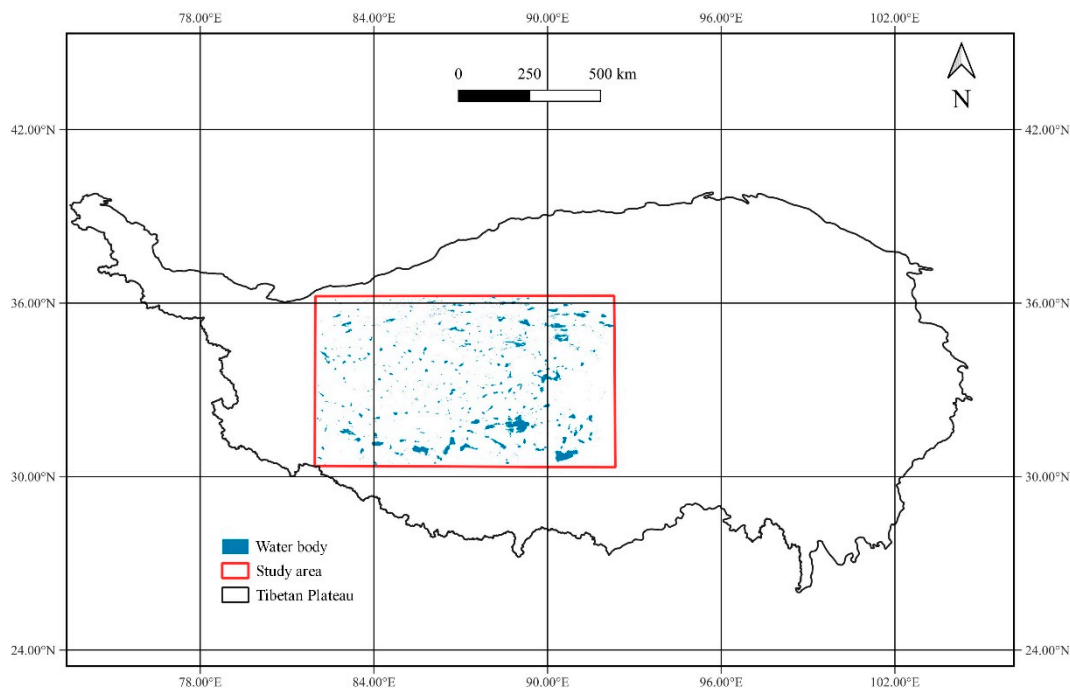 78.00°E 84.00°E 90.00°E 96.00°E 102.00°E
0 250 500 km
N
42.00°N 42.00°N
36.00°N 36.00°N
30.00°N 30.00°N
Water body
Study area
Tibetan Plateau
24.00°N 24.00°N
78.00°E 84.00°E 90.00°E 96.00°E 102.00°E